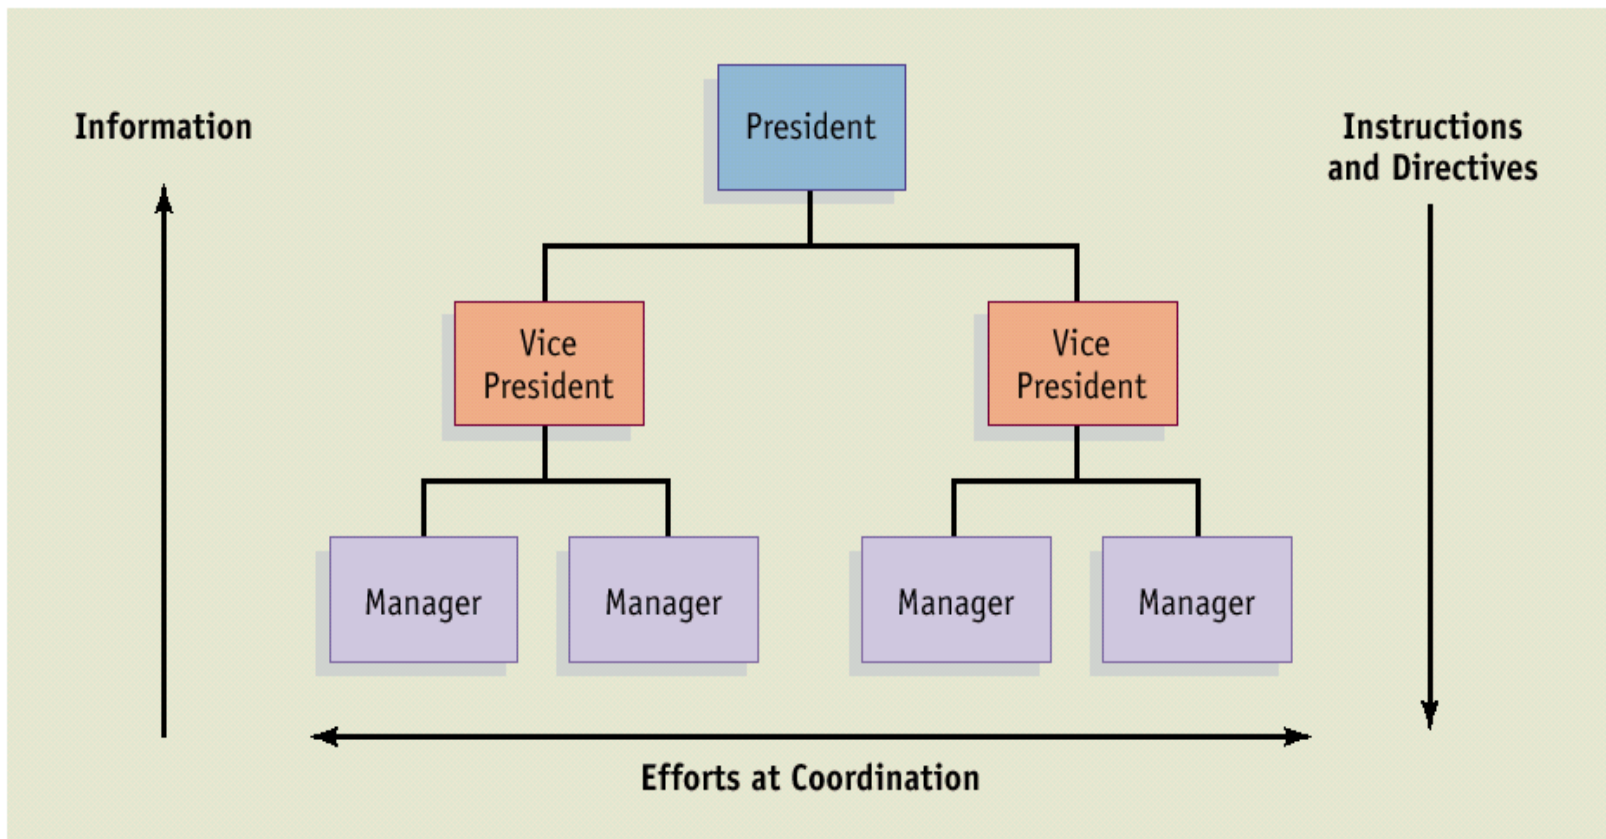 President
Information
Instructions
and Directives
Vice
President
Vice
President
Manager
Manager
Manager
Manager
Efforts at Coordination